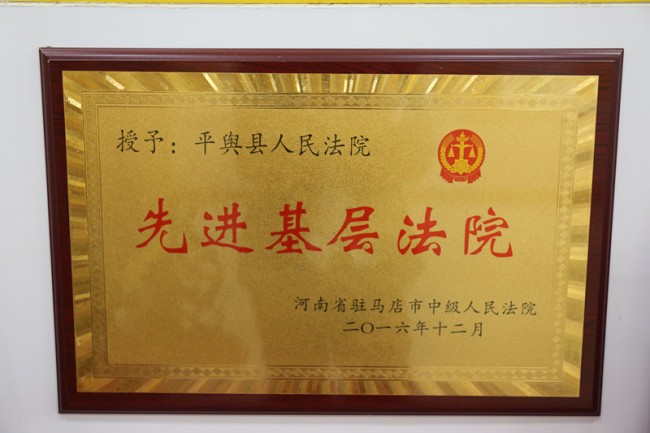 授予：平舆县人民法院
先进基层法院
河南省驻马店市中级人民法院
二〇一六年十二月